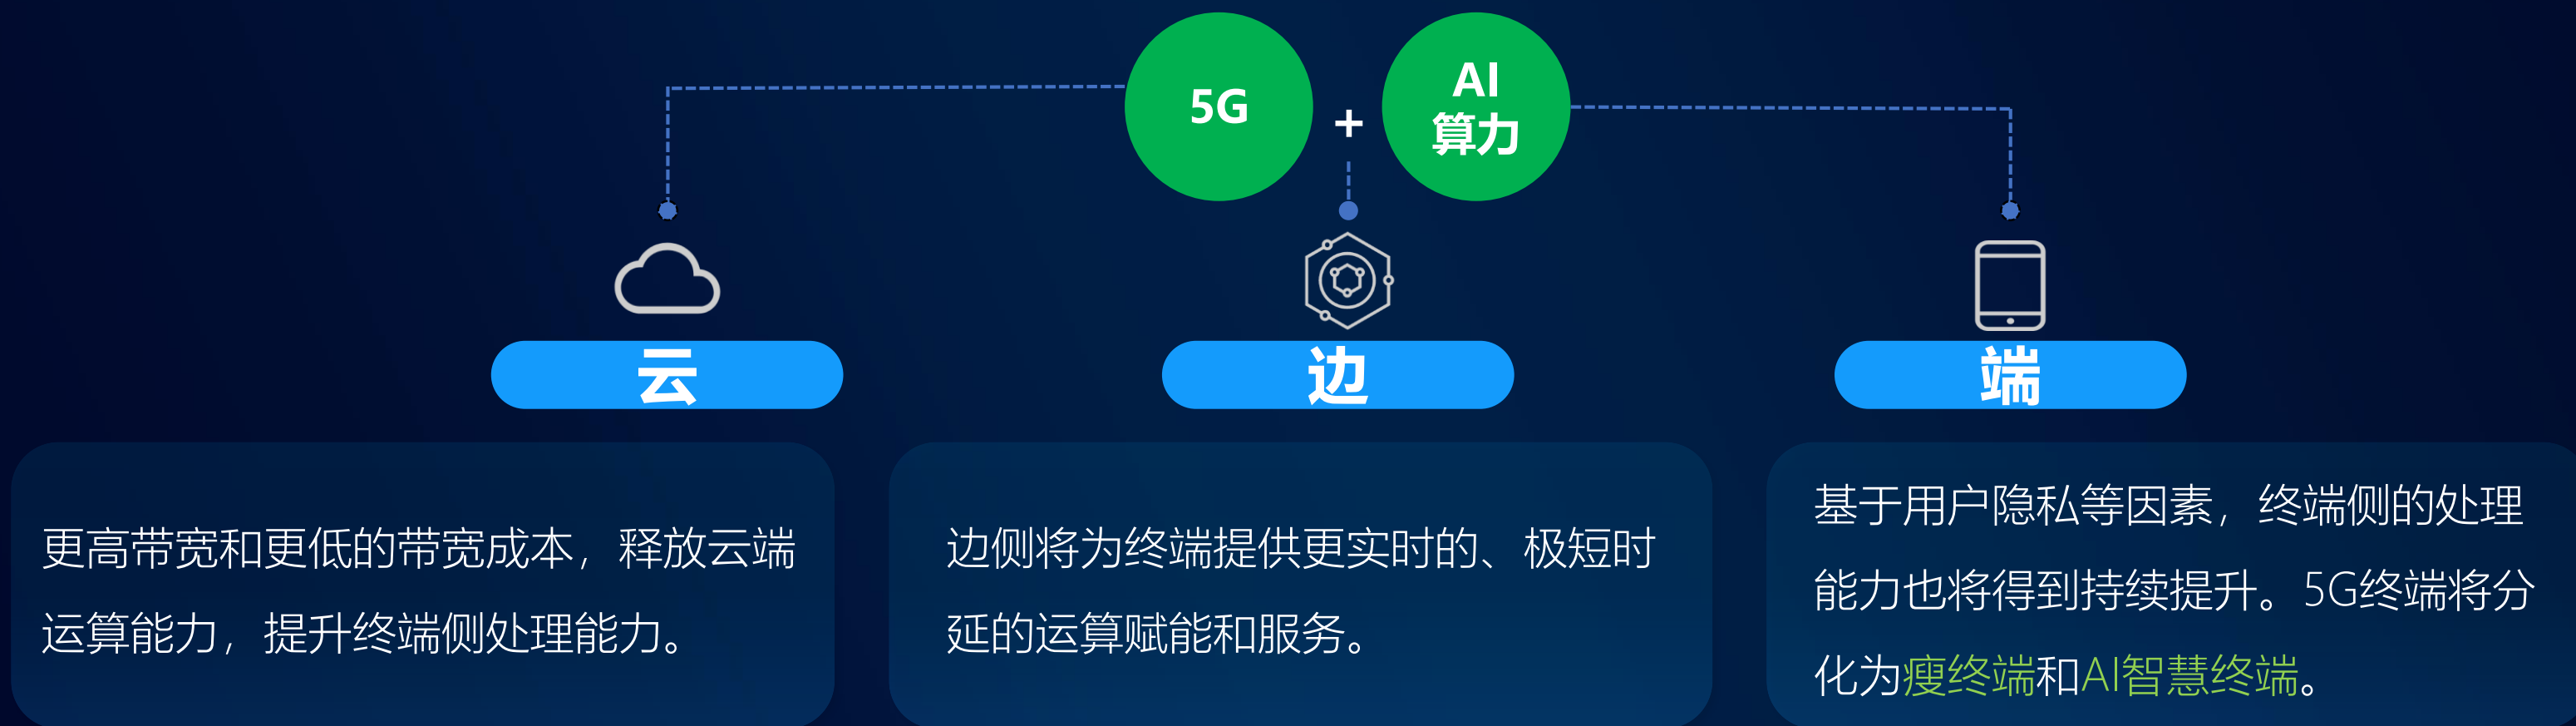 5G
+
AI
算力
云
边
端
更高带宽和更低的带宽成本，释放云端
运算能力，提升终端侧处理能力。
边侧将为终端提供更实时的、极短时
延的运算赋能和服务。
基于用户隐私等因素，终端侧的处理
能力也将得到持续提升。5G终端将分
化为瘦终端和AI智慧终端。